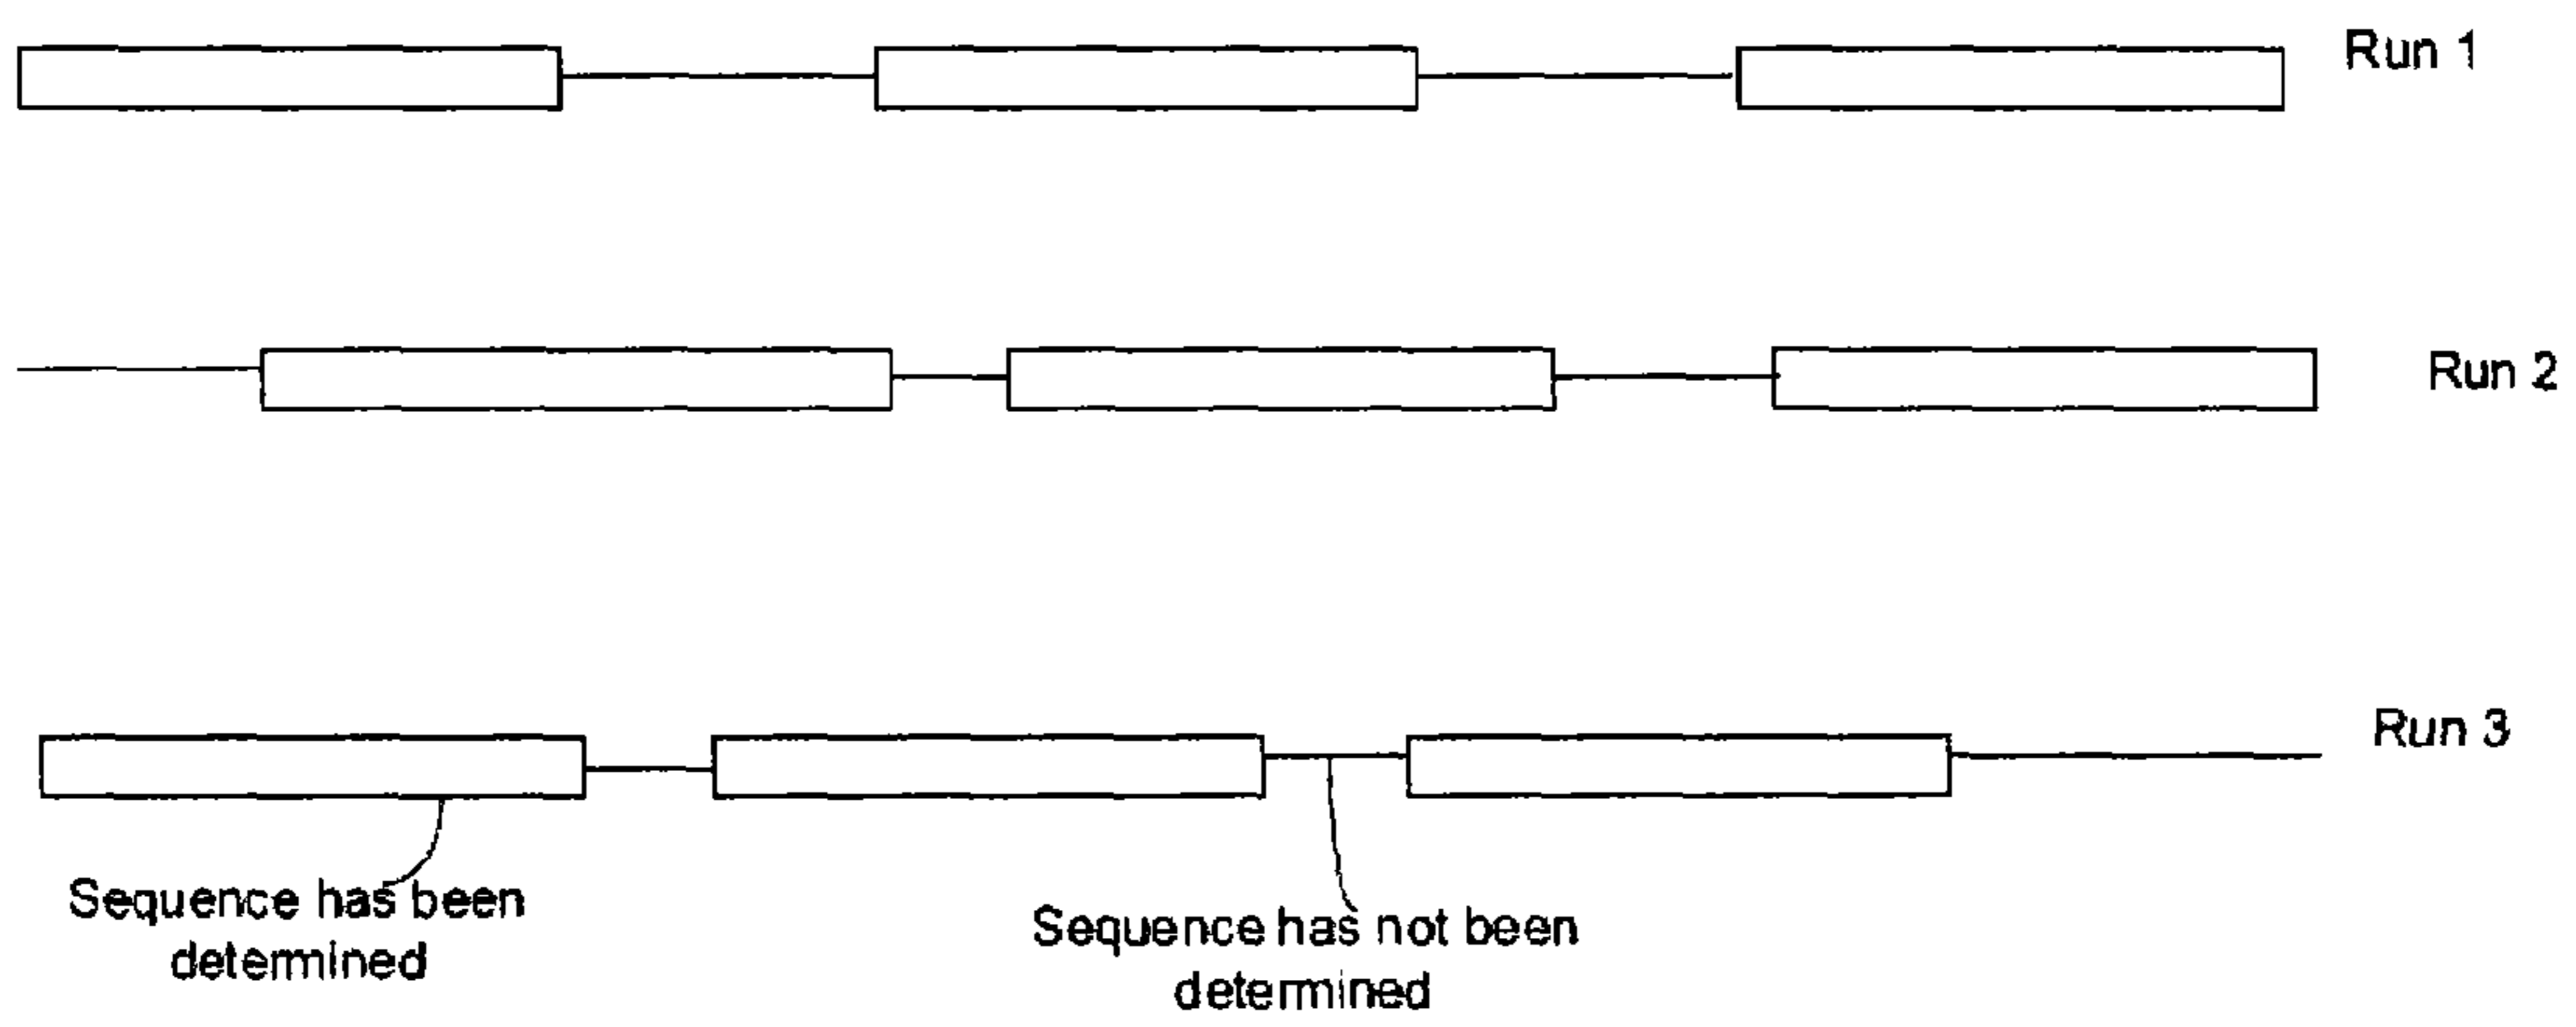 Run 1
Run 2
Run 3
Sequence has been
determined
Sequence has not been
determined